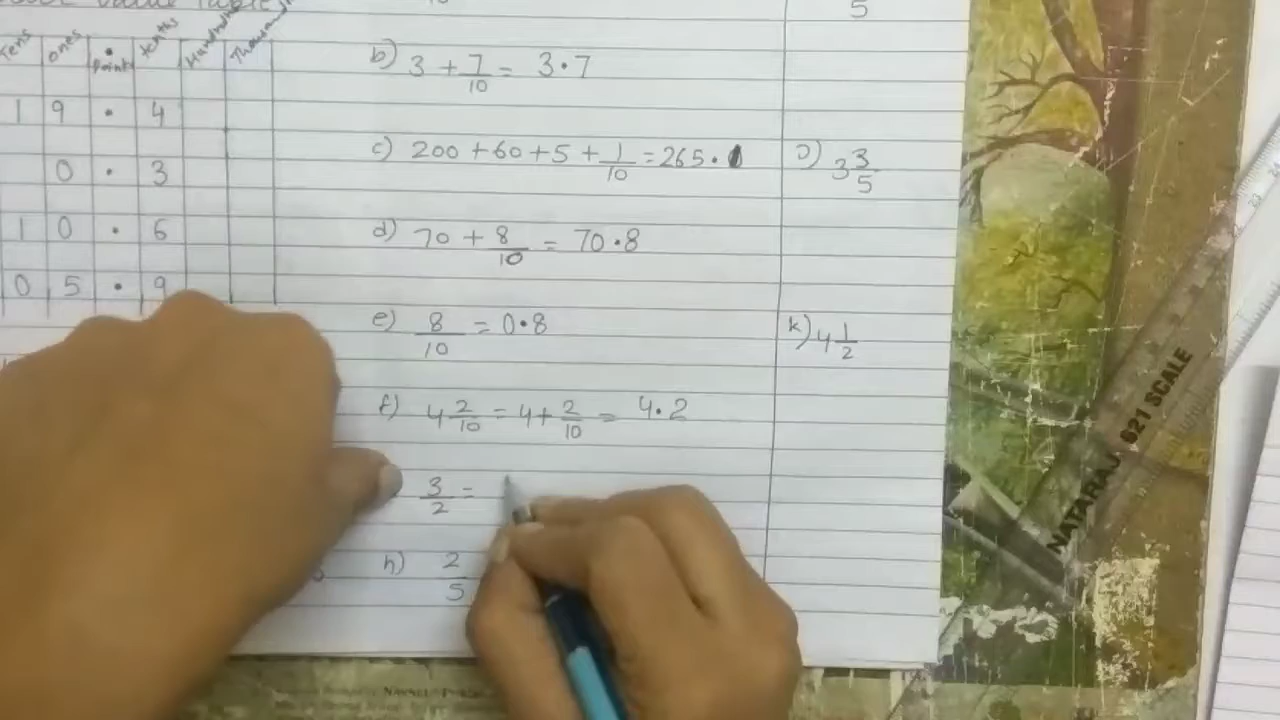 Tens ones • Point tenths Hundredths Thousandths
1 9 • 4
0 • 3
1 0 • 6
0 5 • 9
b) 3 + 7/10 = 3•7
c) 200 + 60 + 5 + 1/10 = 265•1
d) 70 + 8/10 = 70•8
e) 8/10 = 0•8
f) 4 2/10 = 4 + 2/10 = 4•2
3/2 =
h) 2/5
5
J) 3 3/5
k) 4 1/2
NATARAJ 621 SCALE